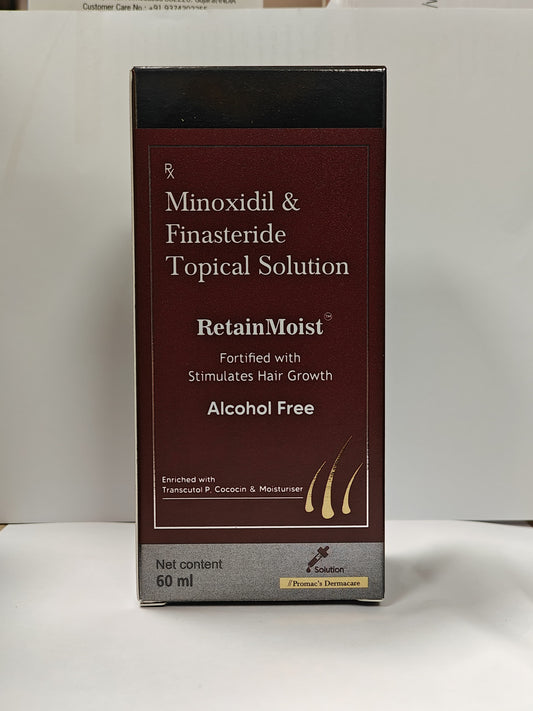 Customer Care No.: +91 9374202255
℞
Minoxidil &
Finasteride
Topical Solution
RetainMoist™
Fortified with
Stimulates Hair Growth
Alcohol Free
Enriched with
Transcutol P, Cococin & Moisturiser
Net content
60 ml
Solution
//Promac's Dermacare